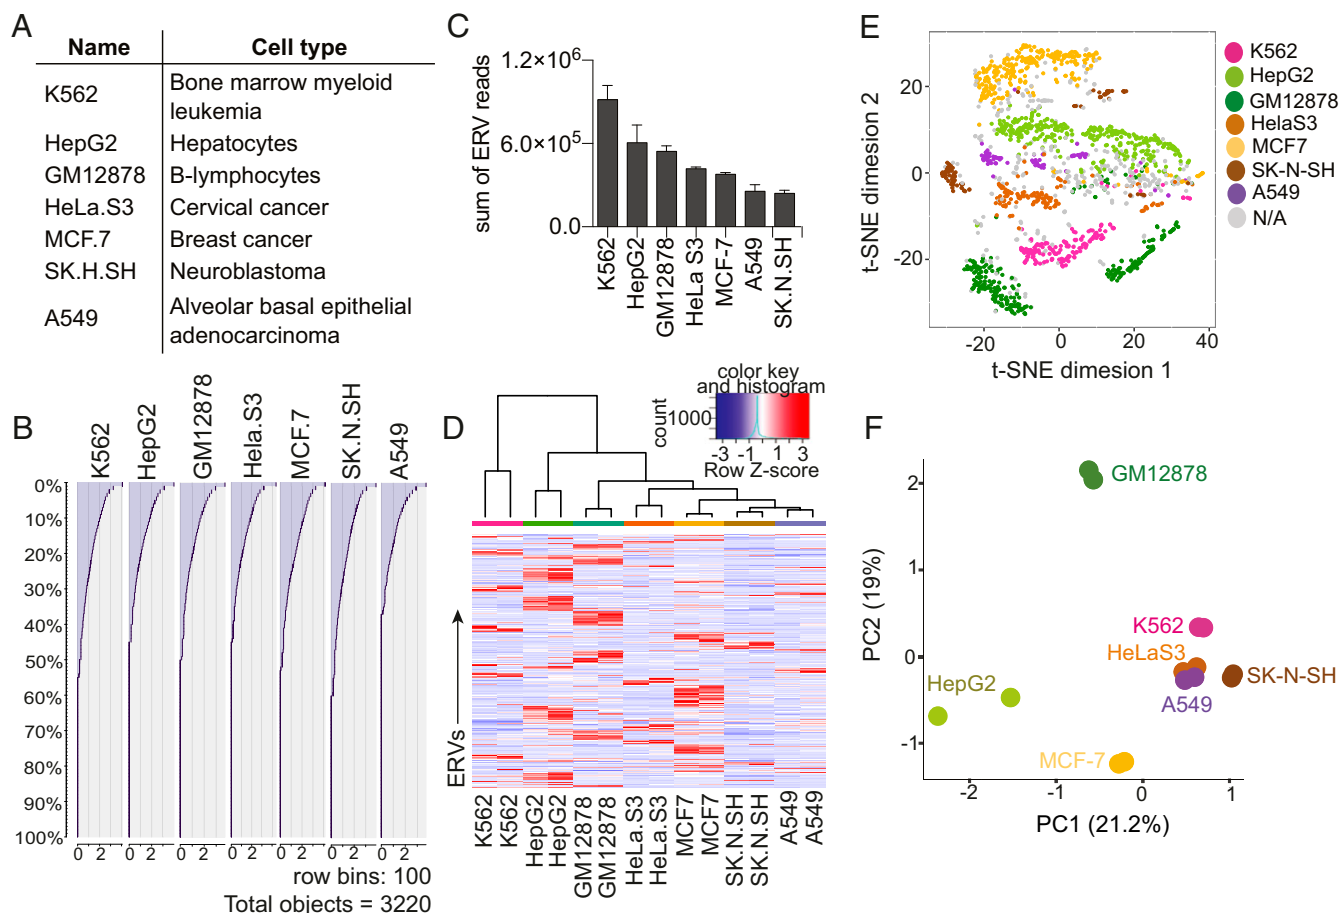 A
Name Cell type
K562 Bone marrow myeloid
leukemia
HepG2 Hepatocytes
GM12878 B-lymphocytes
HeLa.S3 Cervical cancer
MCF.7 Breast cancer
SK.H.SH Neuroblastoma
A549 Alveolar basal epithelial
adenocarcinoma
B
K562 HepG2 GM12878 Hela.S3 MCF.7 SK.N.SH A549
0%
10%
20%
30%
40%
50%
60%
70%
80%
90%
100%
0 2 0 2 0 2 0 2 0 2 0 2 0 2
row bins: 100
Total objects = 3220
C
sum of ERV reads
1.2×10⁶
6.0×10⁵
0.0
K562 HepG2 GM12878 HeLa S3 MCF-7 A549 SK.N.SH
D
color key
and histogram
count
1000
-3 -1 1 3
Row Z-score
ERVs
K562 K562 HepG2 HepG2 GM12878 GM12878 HeLa.S3 HeLa.S3 MCF7 MCF7 SK.N.SH SK.N.SH A549 A549
E
t-SNE dimesion 2
20
0
-20
-20 0 20 40
t-SNE dimesion 1
K562
HepG2
GM12878
HelaS3
MCF7
SK-N-SH
A549
N/A
F
PC2 (19%)
2
1
0
-1
-2 -1 0 1
PC1 (21.2%)
GM12878
K562
HeLaS3
SK-N-SH
HepG2
A549
MCF-7